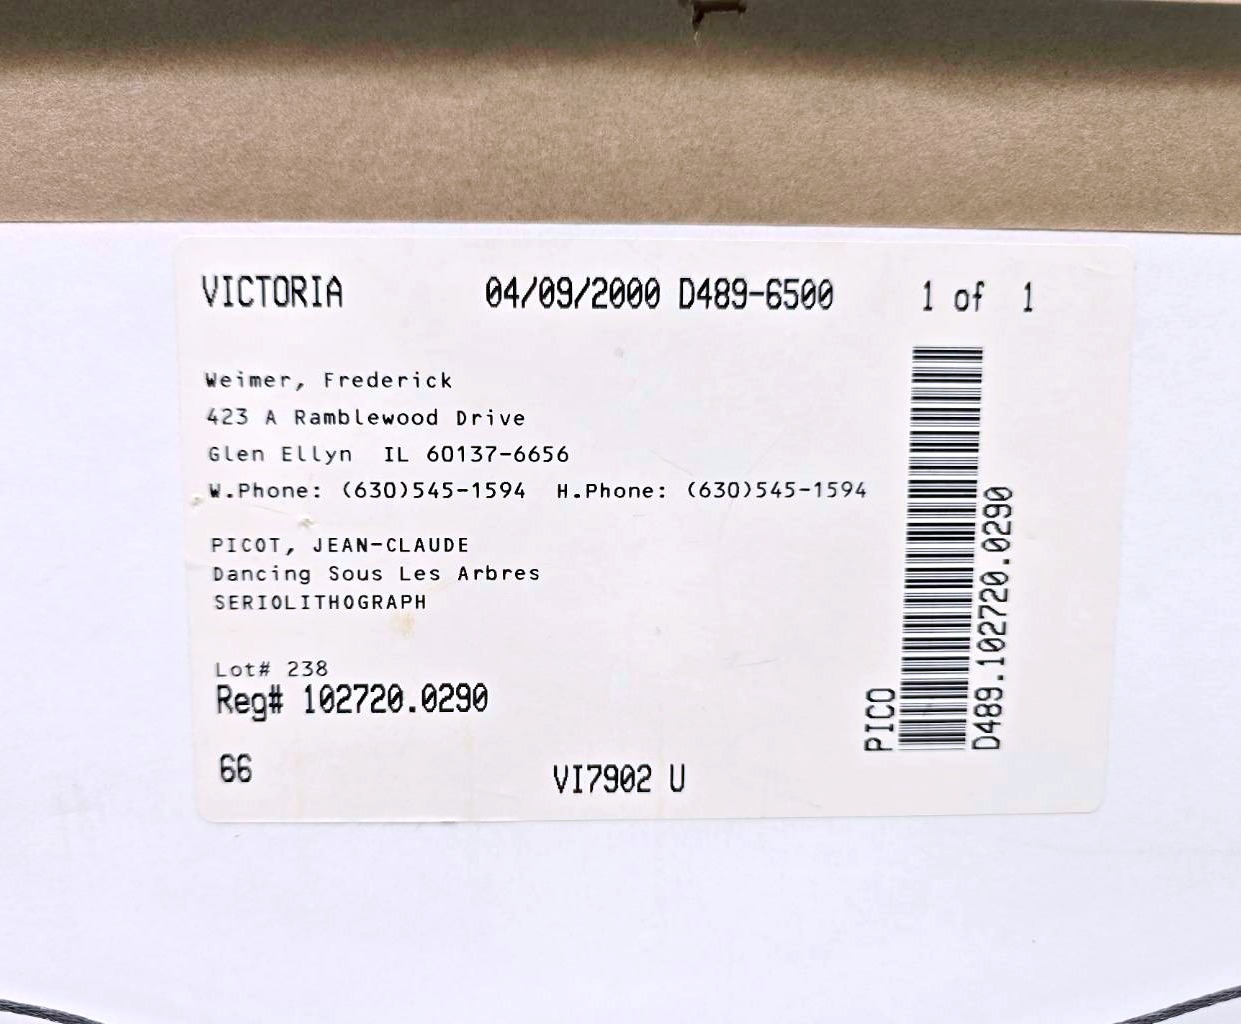 VICTORIA 04/09/2000 D489-6500 1 of 1
Weimer, Frederick
423 A Ramblewood Drive
Glen Ellyn IL 60137-6656
W.Phone: (630)545-1594 H.Phone: (630)545-1594
PICOT, JEAN-CLAUDE
Dancing Sous Les Arbres
SERIOLITHOGRAPH
Lot# 238
Reg# 102720.0290
66 VI7902 U
PICO
D489.102720.0290